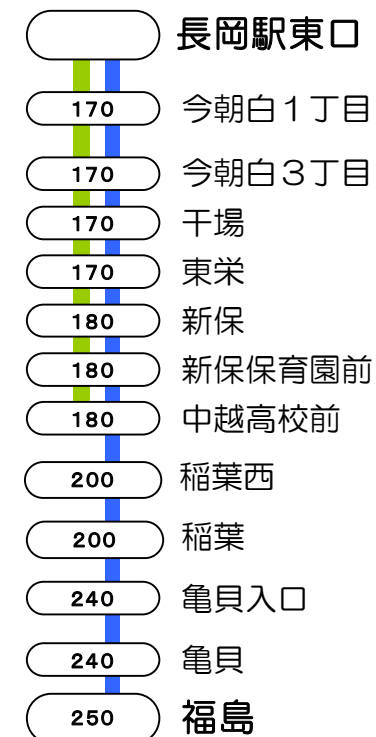 長岡駅東口
170 今朝白１丁目
170 今朝白３丁目
170 干場
170 東栄
180 新保
180 新保保育園前
180 中越高校前
200 稲葉西
200 稲葉
240 亀貝入口
240 亀貝
250 福島